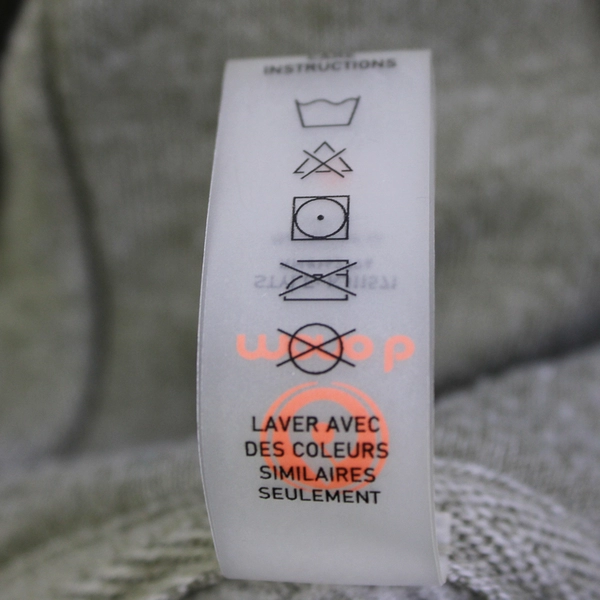 INSTRUCTIONS
LAVER AVEC
DES COULEURS
SIMILAIRES
SEULEMENT